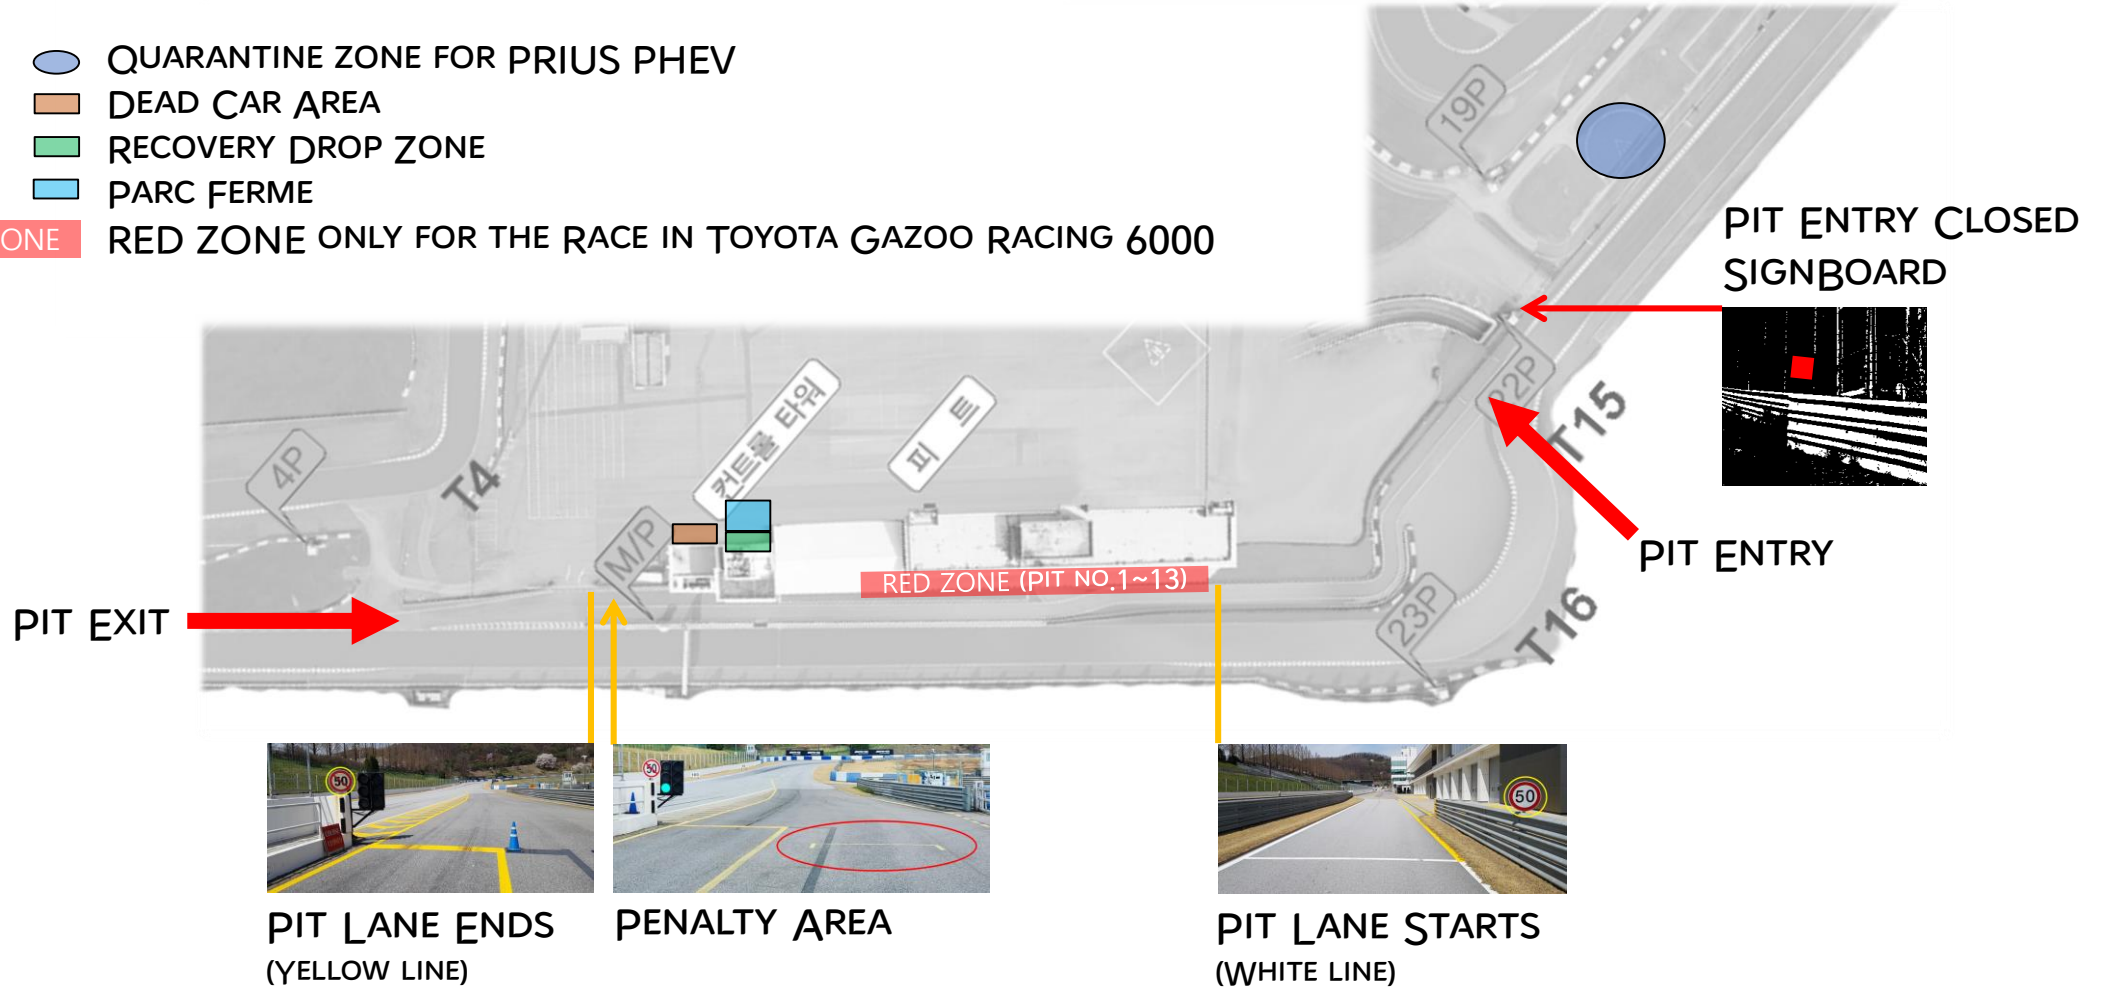 QUARANTINE ZONE FOR PRIUS PHEV
DEAD CAR AREA
RECOVERY DROP ZONE
PARC FERME
ONE RED ZONE ONLY FOR THE RACE IN TOYOTA GAZOO RACING 6000
19P
PIT ENTRY CLOSED
SIGNBOARD
22P
T15
컨트롤 타워
피 트
4P
T4
M/P
PIT ENTRY
RED ZONE (PIT NO.1~13)
23P
T16
PIT EXIT
50
50
50
PIT LANE ENDS
(YELLOW LINE)
PENALTY AREA
PIT LANE STARTS
(WHITE LINE)